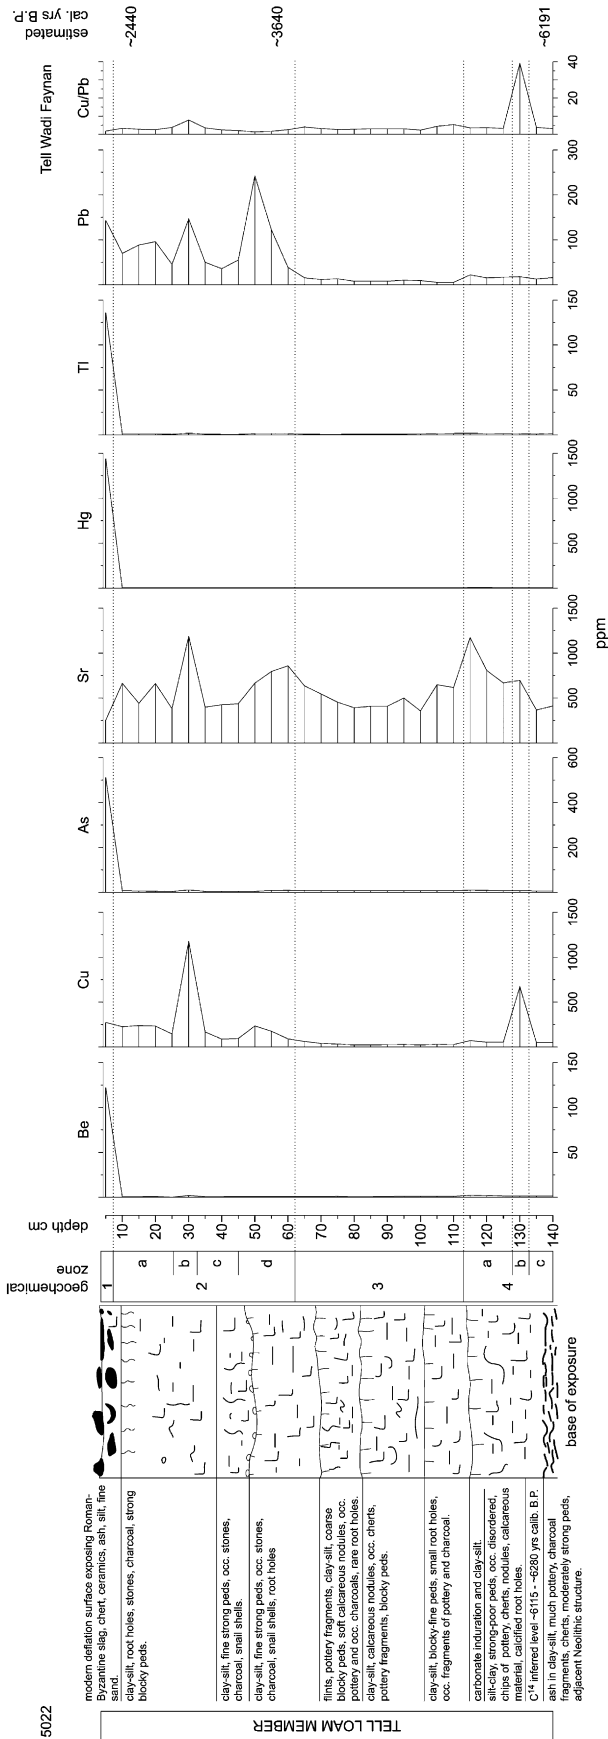 5022
Tell Wadi Faynan
TELL LOAM MEMBER
modern deflation surface exposing Roman-
Byzantine slag, chert, ceramics, ash, silt, fine
sand.
clay-silt, root holes, stones, charcoal, strong
blocky peds.
clay-silt, fine strong peds, occ. stones,
charcoal, snail shells.
clay-silt, fine strong peds, occ. stones,
charcoal, snail shells, root holes
flints, pottery fragments, clay-silt, coarse
blocky peds, soft calcareous nodules, occ.
pottery and occ. charcoals, rare root holes.
clay-silt, calcareous nodules, occ. cherts,
pottery fragments, blocky peds.
clay-silt, blocky-fine peds, small root holes,
occ. fragments of pottery and charcoal.
carbonate induration and clay-silt.
silt-clay, strong-poor peds, occ. disordered,
chips of pottery, cherts, nodules, calcareous
material, calcified root holes.
C14 inferred level ~6115 - ~6280 yrs calib. B.P.
ash in clay-silt, much pottery, charcoal
fragments, cherts, moderately strong peds,
adjacent Neolithic structure.
base of exposure
geochemical
zone
1
2
a
b
c
d
3
4
a
b
c
depth cm
10
20
30
40
50
60
70
80
90
100
110
120
130
140
Be
50
100
150
Cu
500
1000
1500
As
200
400
600
Sr
500
1000
1500
Hg
500
1000
1500
Tl
50
100
150
Pb
100
200
300
Cu/Pb
20
40
ppm
estimated
cal. yrs B.P.
~2440
~3640
~6191